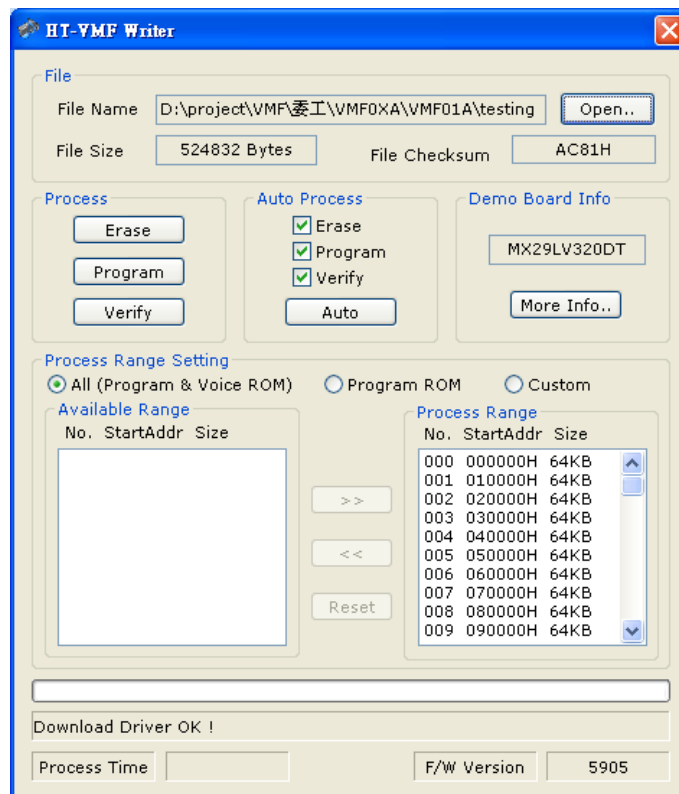 HT-VMF Writer
File
File Name D:\project\VMF\委工\VMF0XA\VMF01A\testing Open..
File Size 524832 Bytes File Checksum AC81H
Process
Erase
Program
Verify
Auto Process
Erase
Program
Verify
Auto
Demo Board Info
MX29LV320DT
More Info..
Process Range Setting
All (Program & Voice ROM) Program ROM Custom
Available Range
No. StartAddr Size
>>
<<
Reset
Process Range
No. StartAddr Size
000 000000H 64KB
001 010000H 64KB
002 020000H 64KB
003 030000H 64KB
004 040000H 64KB
005 050000H 64KB
006 060000H 64KB
007 070000H 64KB
008 080000H 64KB
009 090000H 64KB
Download Driver OK !
Process Time F/W Version 5905